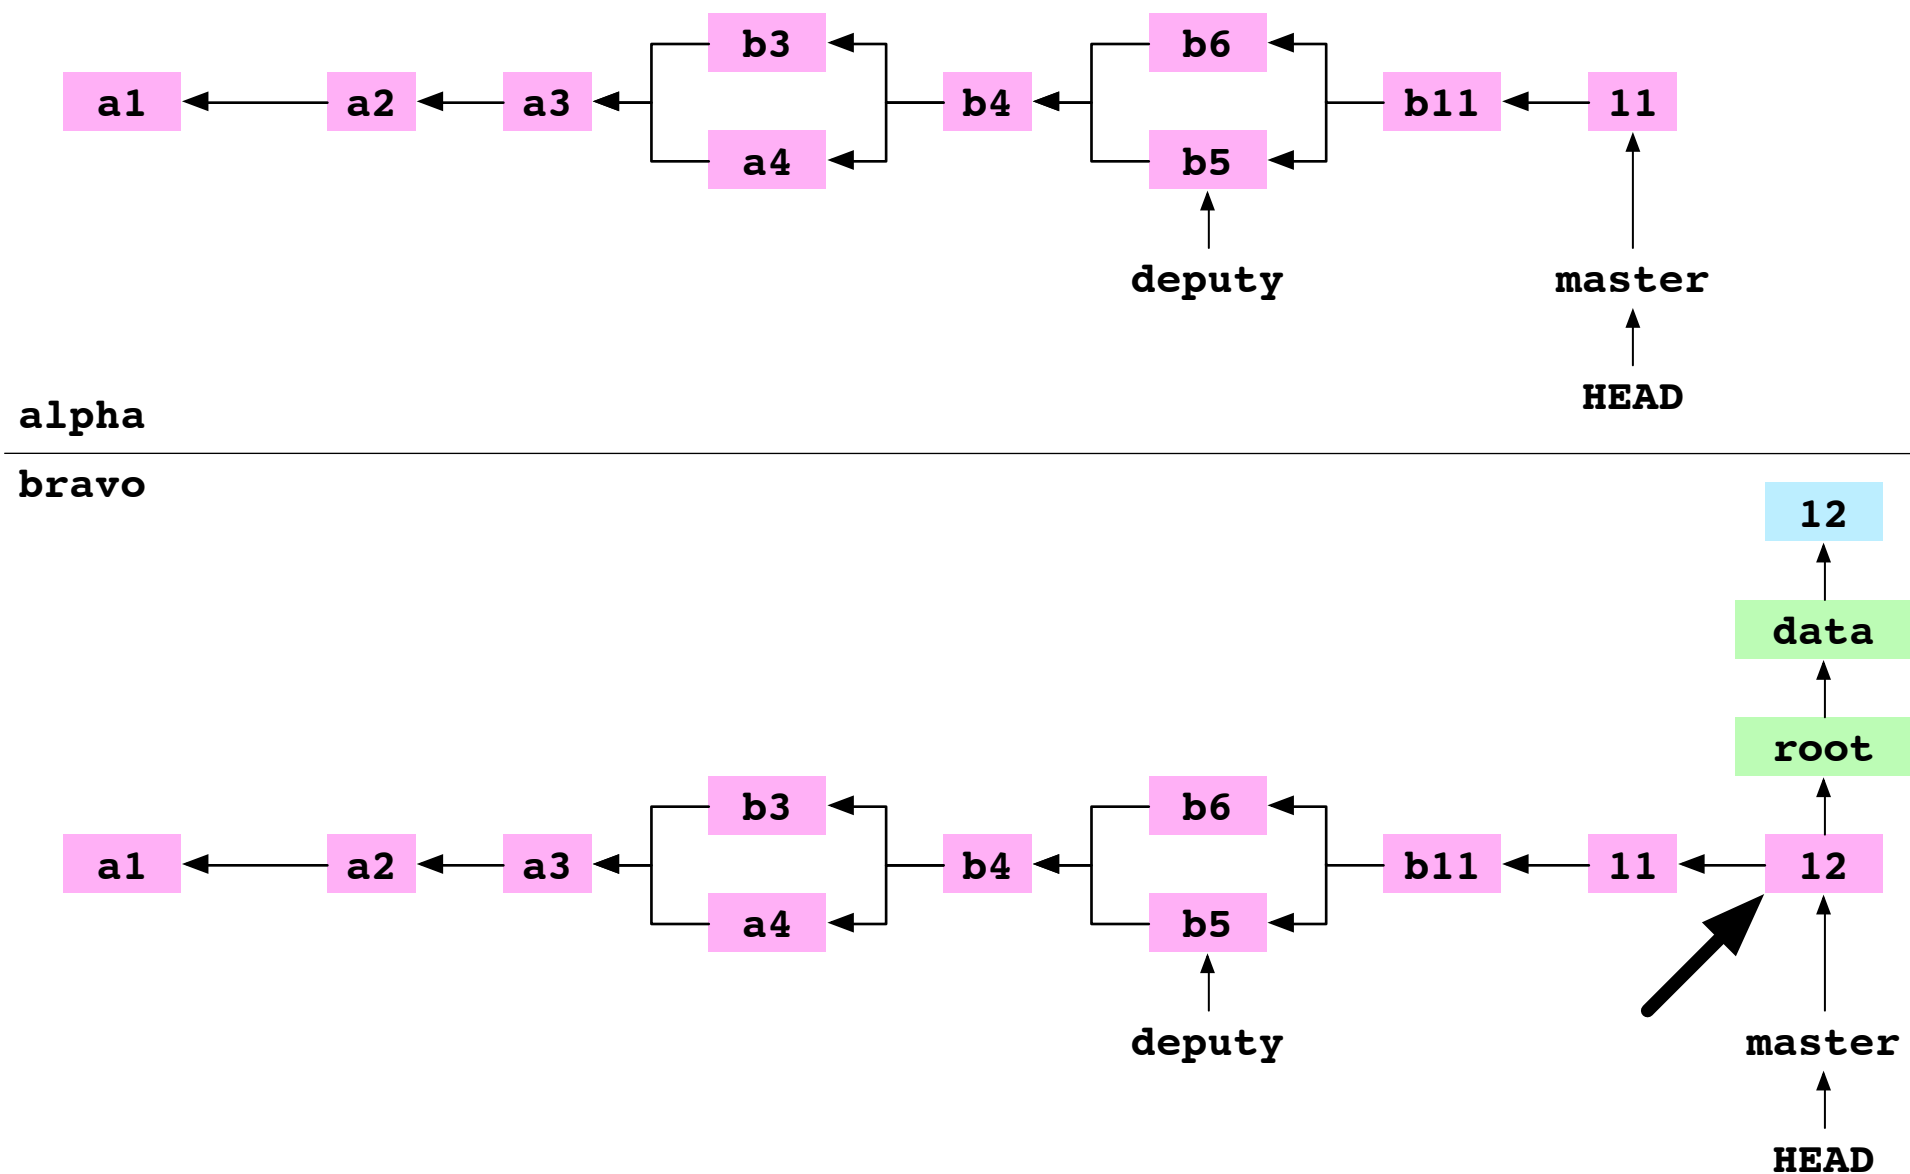 b3 b6
a1 a2 a3 b4 b11 11
a4 b5
deputy master
HEAD
alpha
bravo
12
data
root
b3 b6
a1 a2 a3 b4 b11 11 12
a4 b5
deputy master
HEAD